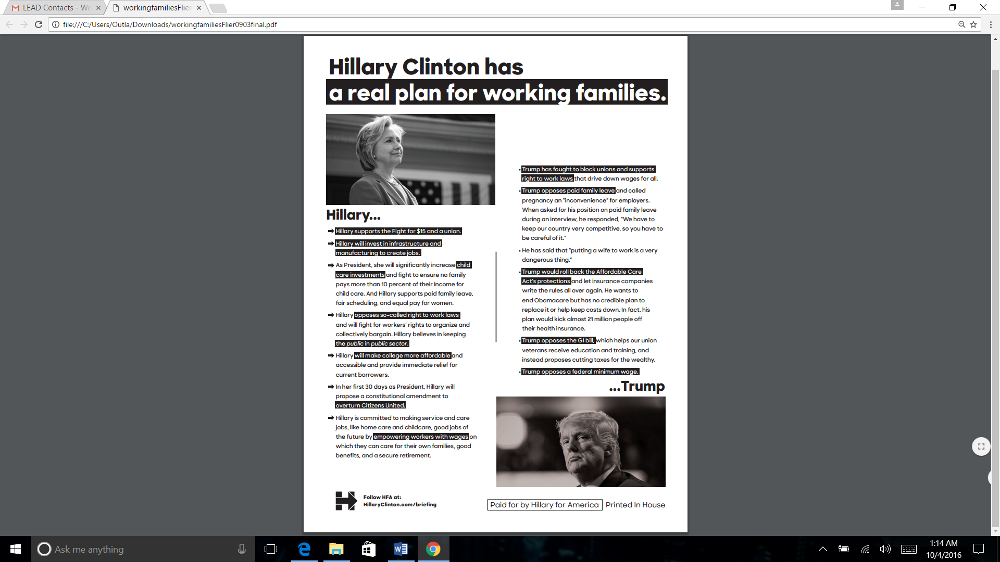 LEAD Contacts - Wo
workingfamiliesFlier
file:///C:/Users/Outla/Downloads/workingfamiliesFlier0903final.pdf
Hillary Clinton has
a real plan for working families.
Hillary...
Hillary supports the Fight for $15 and a union.
Hillary will invest in infrastructure and
manufacturing to create jobs.
As President, she will significantly increase child
care investments and fight to ensure no family
pays more than 10 percent of their income for
child care. And Hillary supports paid family leave,
fair scheduling, and equal pay for women.
Hillary opposes so-called right to work laws
and will fight for workers' rights to organize and
collectively bargain. Hillary believes in keeping
the public in public sector.
Hillary will make college more affordable and
accessible and provide immediate relief for
current borrowers.
In her first 30 days as President, Hillary will
propose a constitutional amendment to
overturn Citizens United.
Hillary is committed to making service and care
jobs, like home care and childcare, good jobs of
the future by empowering workers with wages on
which they can care for their own families, good
benefits, and a secure retirement.
• Trump has fought to block unions and supports
right to work laws that drive down wages for all.
• Trump opposes paid family leave and called
pregnancy an "inconvenience" for employers.
When asked for his position on paid family leave
during an interview, he responded, "We have to
keep our country very competitive, so you have to
be careful of it."
• He has said that "putting a wife to work is a very
dangerous thing."
• Trump would roll back the Affordable Care
Act's protections and let insurance companies
write the rules all over again. He wants to
end Obamacare but has no credible plan to
replace it or help keep costs down. In fact, his
plan would kick almost 21 million people off
their health insurance.
• Trump opposes the GI bill, which helps our union
veterans receive education and training, and
instead proposes cutting taxes for the wealthy.
• Trump opposes a federal minimum wage.
...Trump
Follow HFA at:
HillaryClinton.com/briefing
Paid for by Hillary for America Printed In House
Ask me anything
1:14 AM
10/4/2016